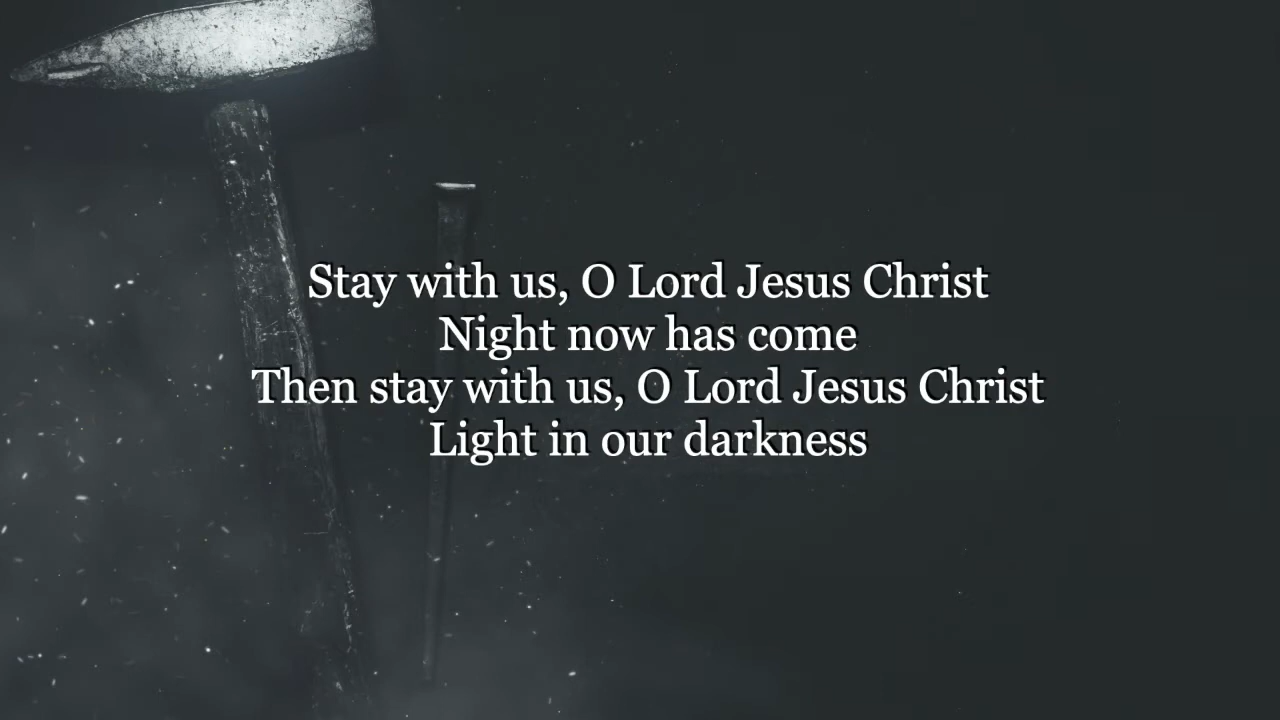 Stay with us, O Lord Jesus Christ
Night now has come
Then stay with us, O Lord Jesus Christ
Light in our darkness